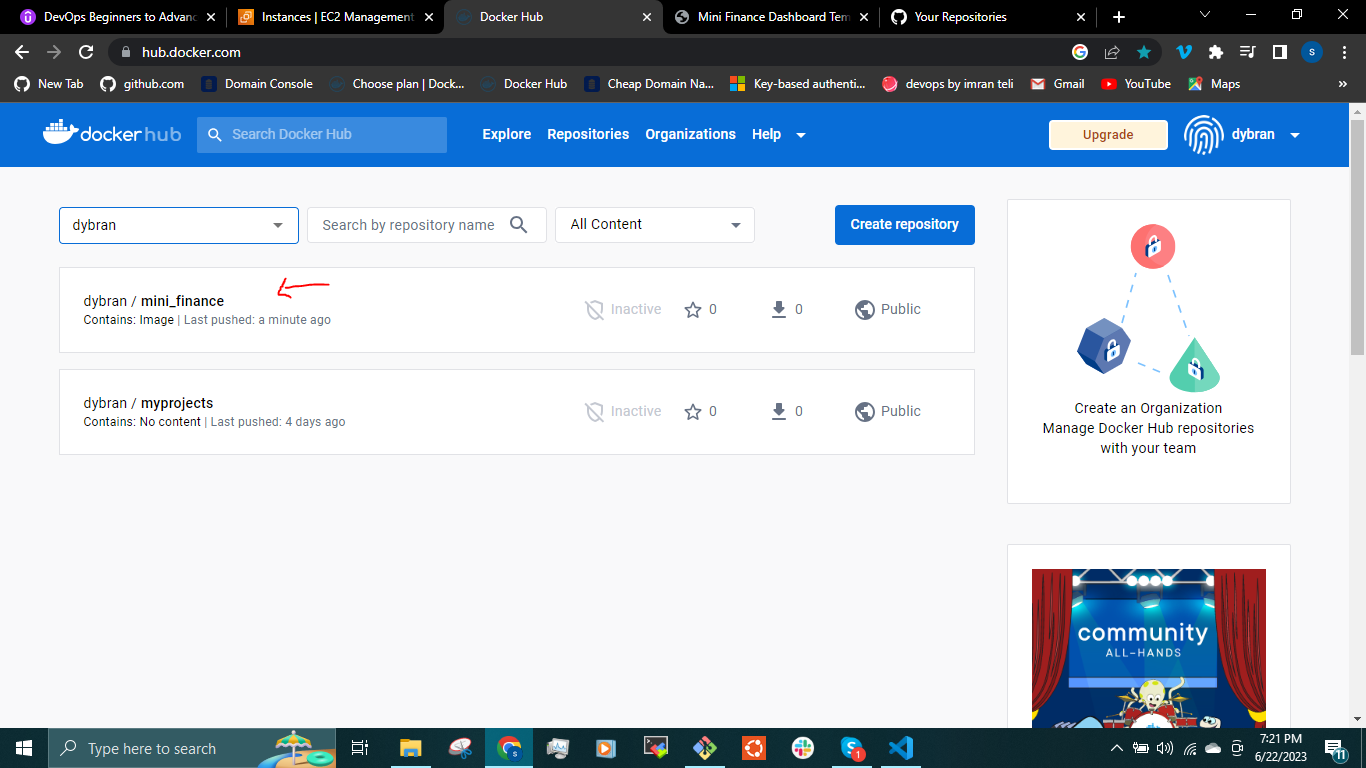 DevOps Beginners to Advanc
Instances | EC2 Management
Docker Hub
Mini Finance Dashboard Tem
Your Repositories
hub.docker.com
New Tab
github.com
Domain Console
Choose plan | Dock...
Docker Hub
Cheap Domain Na...
Key-based authenti...
devops by imran teli
Gmail
YouTube
Maps
»
docker hub
Search Docker Hub
Explore
Repositories
Organizations
Help
Upgrade
dybran
dybran
Search by repository name
All Content
Create repository
dybran / mini_finance
Contains: Image | Last pushed: a minute ago
Inactive
0
0
Public
dybran / myprojects
Contains: No content | Last pushed: 4 days ago
Inactive
0
0
Public
Create an Organization
Manage Docker Hub repositories
with your team
community
ALL-HANDS
Type here to search
7:21 PM
6/22/2023
1
11
S